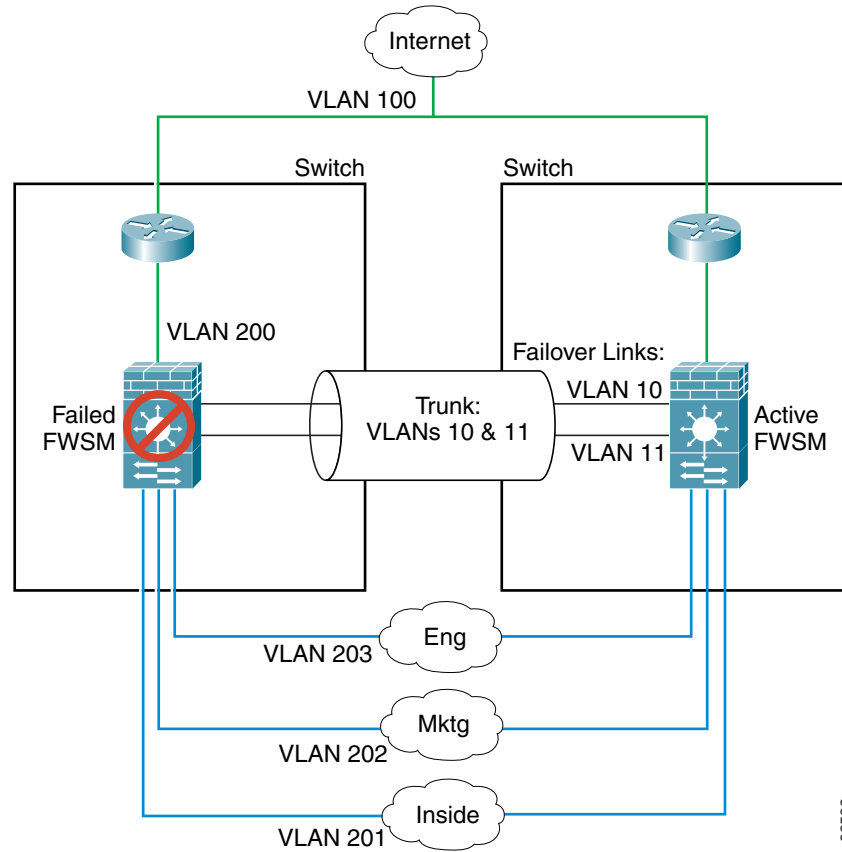 Internet
VLAN 100
Switch
Switch
VLAN 200
Failover Links:
VLAN 10
Failed
FWSM
Trunk:
VLANs 10 & 11
Active
FWSM
VLAN 11
Eng
VLAN 203
Mktg
VLAN 202
Inside
VLAN 201